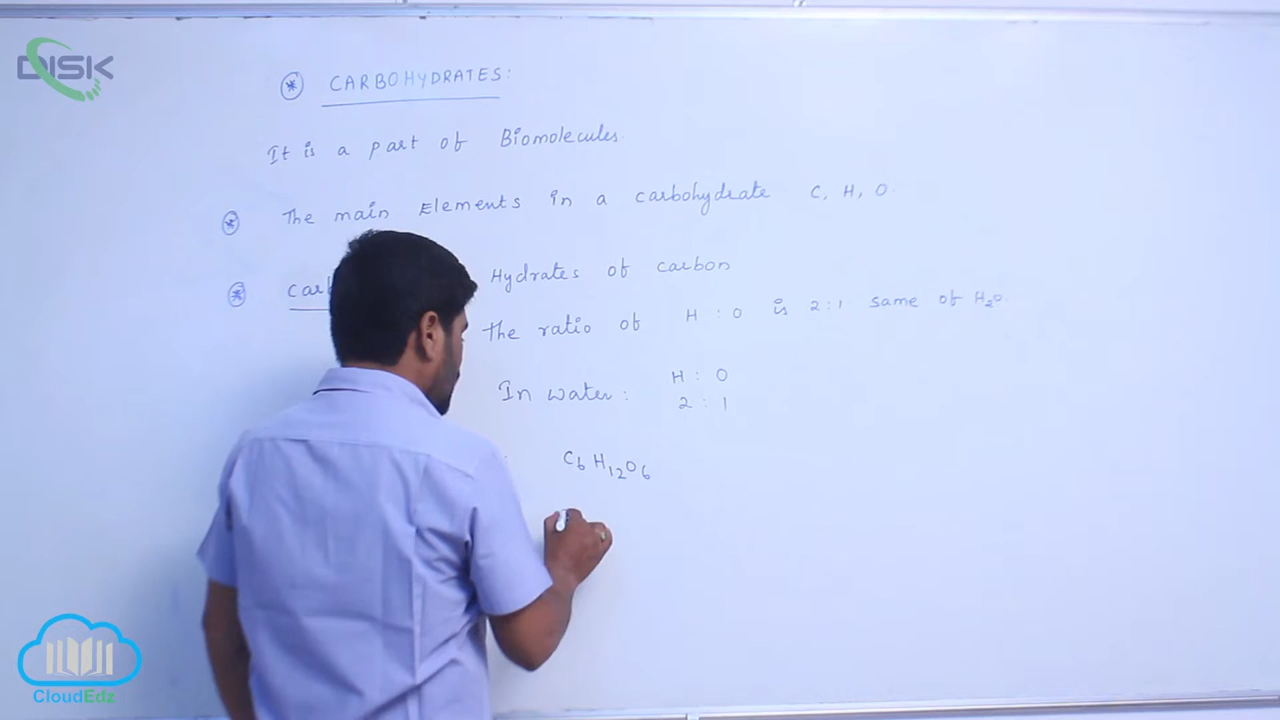 DISK
* CARBOHYDRATES:
It is a part of Biomolecules.
* The main Elements in a carbohydrate C, H, O.
* Hydrates of carbon
The ratio of H : O is 2:1 same of H₂O.
In water: H : O
2 : 1
C₆H₁₂O₆
CloudEdz